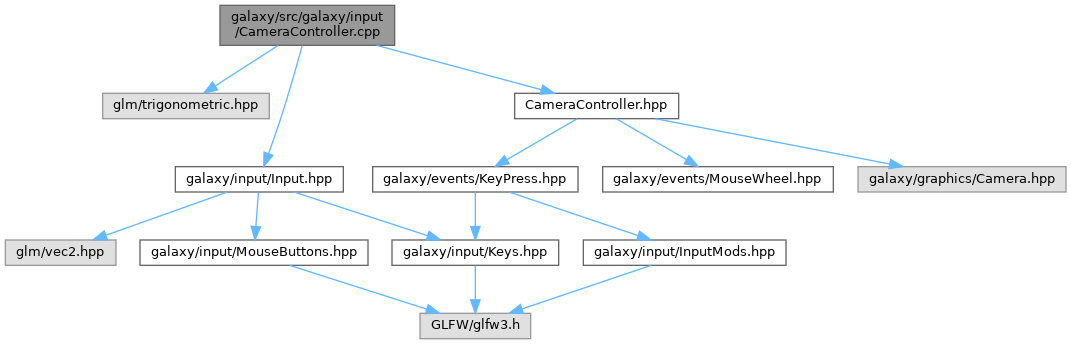 galaxy/src/galaxy/input
/CameraController.cpp
glm/trigonometric.hpp
CameraController.hpp
galaxy/input/Input.hpp
galaxy/events/KeyPress.hpp
galaxy/events/MouseWheel.hpp
galaxy/graphics/Camera.hpp
glm/vec2.hpp
galaxy/input/MouseButtons.hpp
galaxy/input/Keys.hpp
galaxy/input/InputMods.hpp
GLFW/glfw3.h